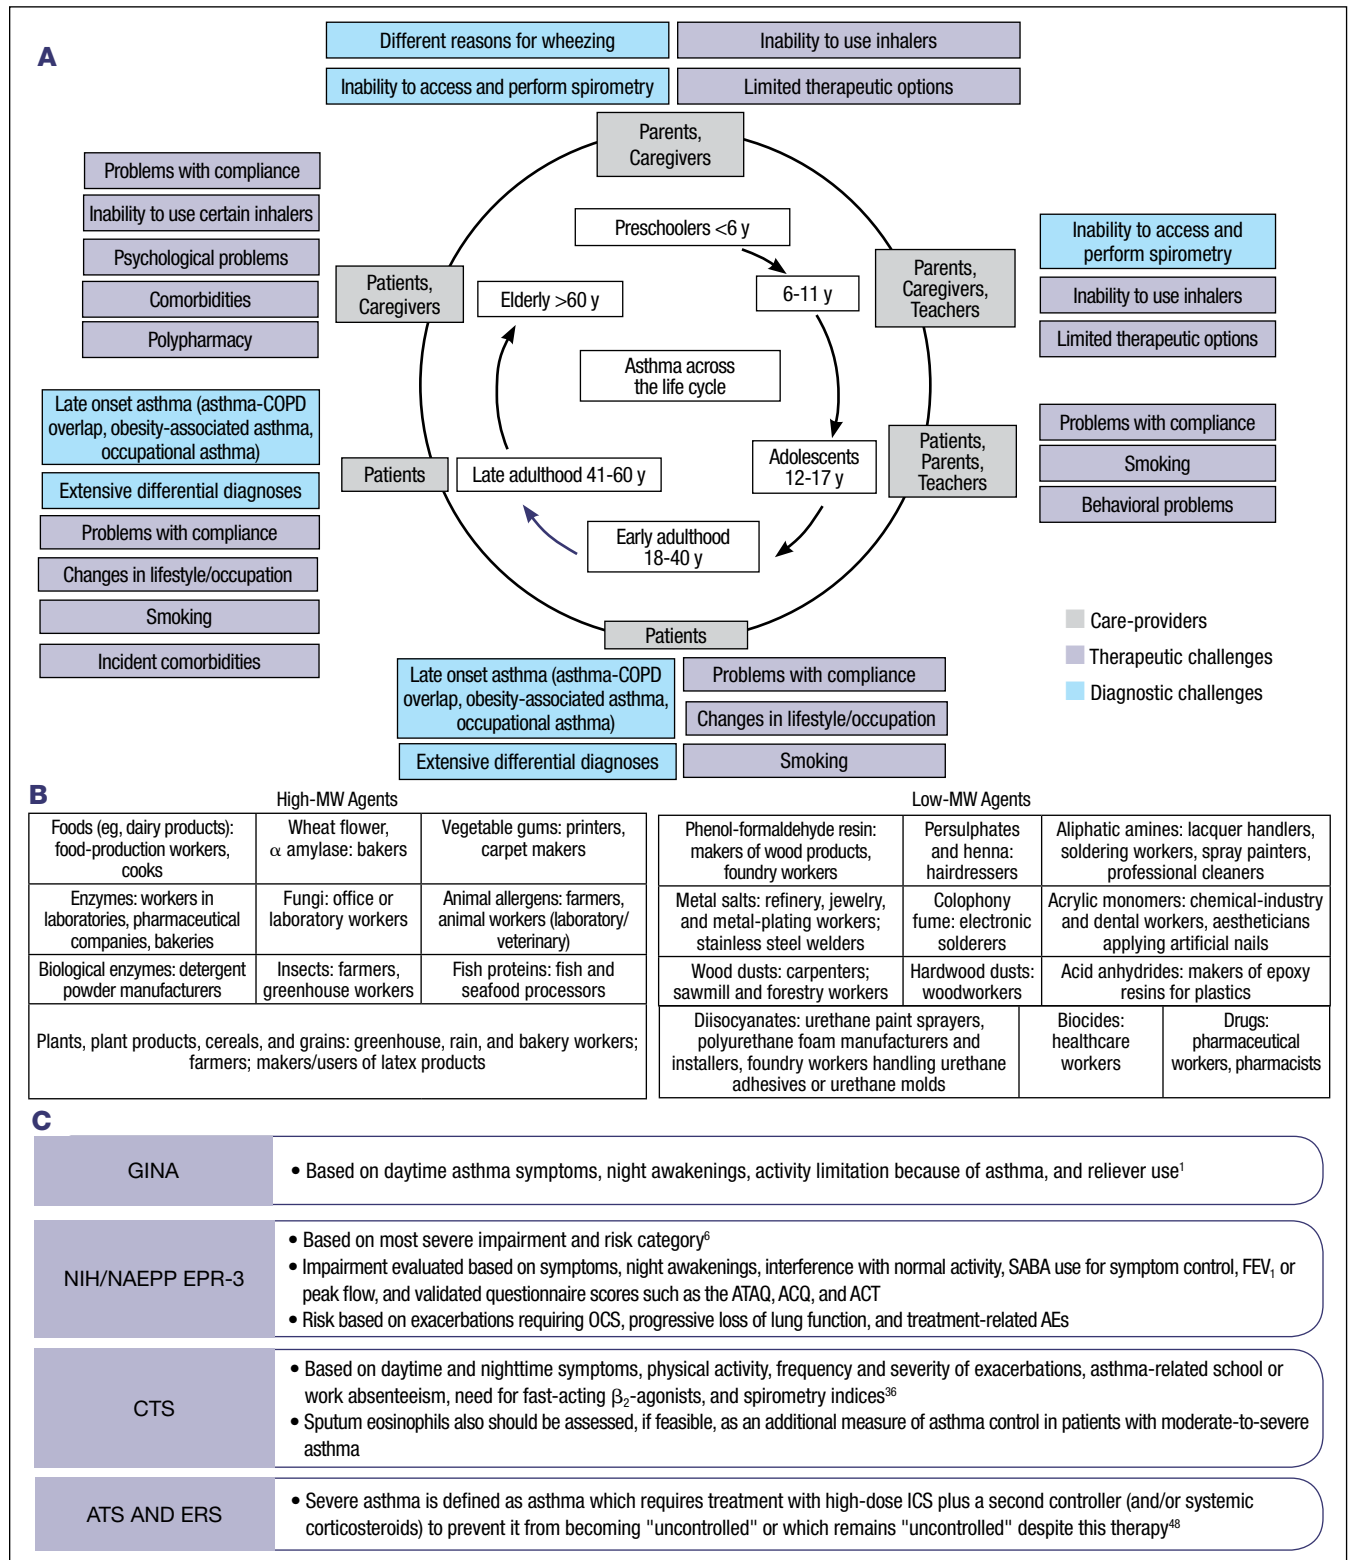 A
Different reasons for wheezing
Inability to use inhalers
Inability to access and perform spirometry
Limited therapeutic options
Parents,
Caregivers
Problems with compliance
Inability to use certain inhalers
Psychological problems
Comorbidities
Polypharmacy
Patients,
Caregivers
Preschoolers <6 y
Elderly >60 y
6-11 y
Parents,
Caregivers,
Teachers
Inability to access and
perform spirometry
Inability to use inhalers
Limited therapeutic options
Asthma across
the life cycle
Late onset asthma (asthma-COPD
overlap, obesity-associated asthma,
occupational asthma)
Extensive differential diagnoses
Problems with compliance
Changes in lifestyle/occupation
Smoking
Incident comorbidities
Patients
Late adulthood 41-60 y
Adolescents
12-17 y
Patients,
Parents,
Teachers
Problems with compliance
Smoking
Behavioral problems
Early adulthood
18-40 y
Patients
Late onset asthma (asthma-COPD
overlap, obesity-associated asthma,
occupational asthma)
Extensive differential diagnoses
Problems with compliance
Changes in lifestyle/occupation
Smoking
Care-providers
Therapeutic challenges
Diagnostic challenges
B
High-MW Agents
Foods (eg, dairy products):
food-production workers,
cooks
Wheat flower,
α amylase: bakers
Vegetable gums: printers,
carpet makers
Enzymes: workers in
laboratories, pharmaceutical
companies, bakeries
Fungi: office or
laboratory workers
Animal allergens: farmers,
animal workers (laboratory/
veterinary)
Biological enzymes: detergent
powder manufacturers
Insects: farmers,
greenhouse workers
Fish proteins: fish and
seafood processors
Plants, plant products, cereals, and grains: greenhouse, rain, and bakery workers;
farmers; makers/users of latex products
Low-MW Agents
Phenol-formaldehyde resin:
makers of wood products,
foundry workers
Persulphates
and henna:
hairdressers
Aliphatic amines: lacquer handlers,
soldering workers, spray painters,
professional cleaners
Metal salts: refinery, jewelry,
and metal-plating workers;
stainless steel welders
Colophony
fume: electronic
solderers
Acrylic monomers: chemical-industry
and dental workers, aestheticians
applying artificial nails
Wood dusts: carpenters;
sawmill and forestry workers
Hardwood dusts:
woodworkers
Acid anhydrides: makers of epoxy
resins for plastics
Diisocyanates: urethane paint sprayers,
polyurethane foam manufacturers and
installers, foundry workers handling urethane
adhesives or urethane molds
Biocides:
healthcare
workers
Drugs:
pharmaceutical
workers, pharmacists
C
GINA
• Based on daytime asthma symptoms, night awakenings, activity limitation because of asthma, and reliever use¹
NIH/NAEPP EPR-3
• Based on most severe impairment and risk category⁶
• Impairment evaluated based on symptoms, night awakenings, interference with normal activity, SABA use for symptom control, FEV₁ or
peak flow, and validated questionnaire scores such as the ATAQ, ACQ, and ACT
• Risk based on exacerbations requiring OCS, progressive loss of lung function, and treatment-related AEs
CTS
• Based on daytime and nighttime symptoms, physical activity, frequency and severity of exacerbations, asthma-related school or
work absenteeism, need for fast-acting β₂-agonists, and spirometry indices³⁶
• Sputum eosinophils also should be assessed, if feasible, as an additional measure of asthma control in patients with moderate-to-severe
asthma
ATS AND ERS
• Severe asthma is defined as asthma which requires treatment with high-dose ICS plus a second controller (and/or systemic
corticosteroids) to prevent it from becoming "uncontrolled" or which remains "uncontrolled" despite this therapy⁴⁸